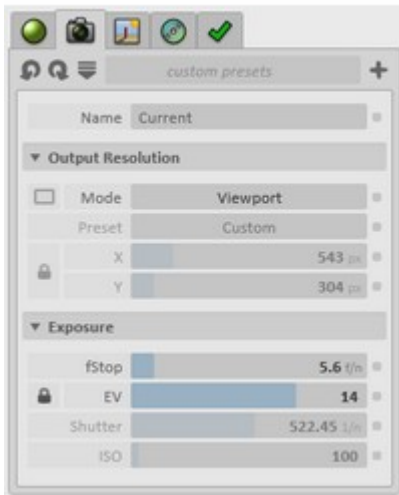 custom presets
Name Current
Output Resolution
Mode Viewport
Preset Custom
X 543 px
Y 304 px
Exposure
fStop 5.6 f/n
EV 14
Shutter 522.45 1/n
ISO 100